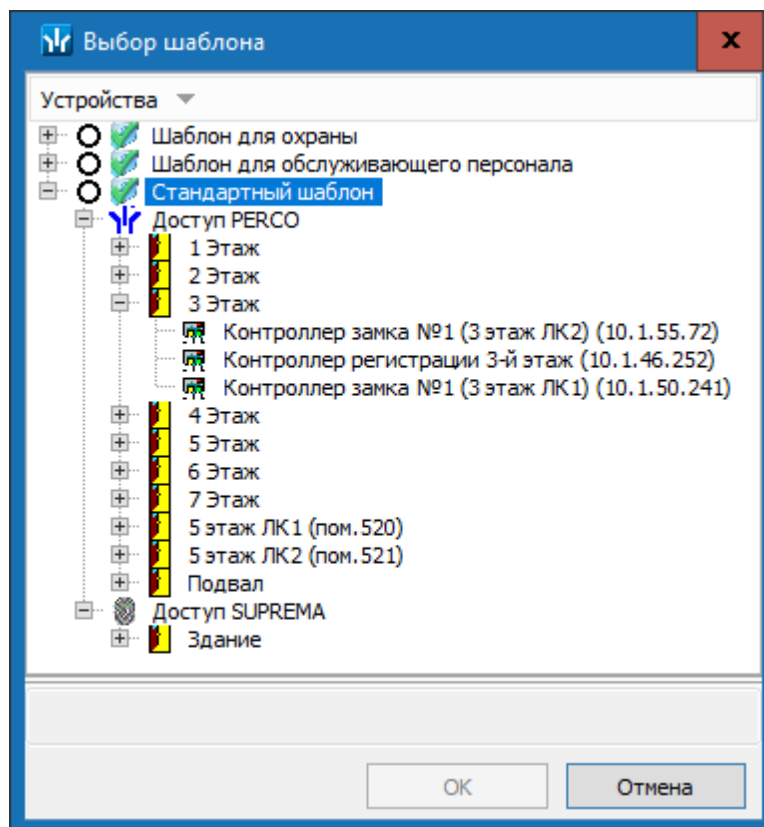 Выбор шаблона
x
Устройства
Шаблон для охраны
Шаблон для обслуживающего персонала
Стандартный шаблон
Доступ PERCO
1 Этаж
2 Этаж
3 Этаж
Контроллер замка №1 (3 этаж ЛК2) (10.1.55.72)
Контроллер регистрации 3-й этаж (10.1.46.252)
Контроллер замка №1 (3 этаж ЛК1) (10.1.50.241)
4 Этаж
5 Этаж
6 Этаж
7 Этаж
5 этаж ЛК1 (пом.520)
5 этаж ЛК2 (пом.521)
Подвал
Доступ SUPREMA
Здание
ОК Отмена